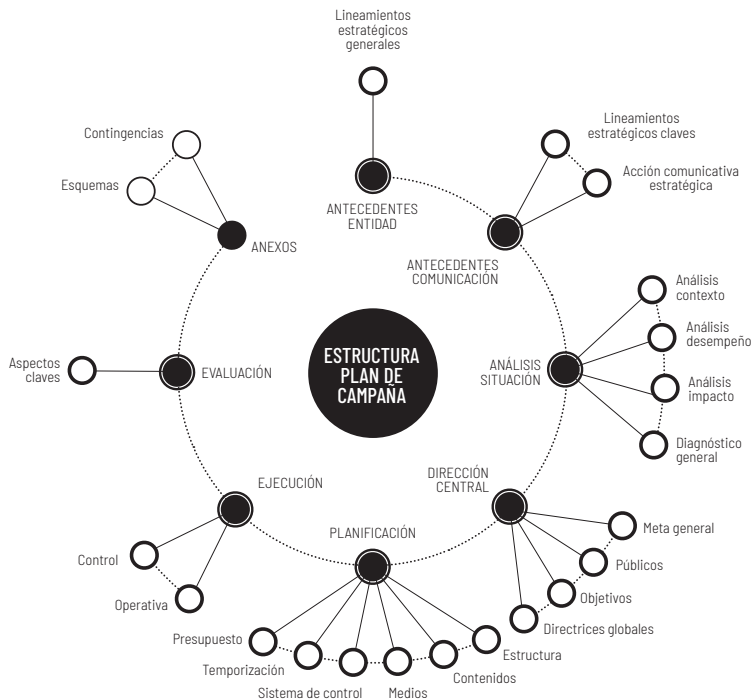 Lineamientos
estratégicos
generales
ANTECEDENTES
ENTIDAD
Lineamientos
estratégicos claves
Acción comunicativa
estratégica
ANTECEDENTES
COMUNICACIÓN
Análisis
contexto
Análisis
desempeño
Análisis
impacto
Diagnóstico
general
ANÁLISIS
SITUACIÓN
DIRECCIÓN
CENTRAL
Meta general
Públicos
Objetivos
Directrices globales
PLANIFICACIÓN
Estructura
Contenidos
Medios
Sistema de control
Temporización
Presupuesto
EJECUCIÓN
Operativa
Control
EVALUACIÓN
Aspectos
claves
ANEXOS
Esquemas
Contingencias
ESTRUCTURA
PLAN DE
CAMPAÑA